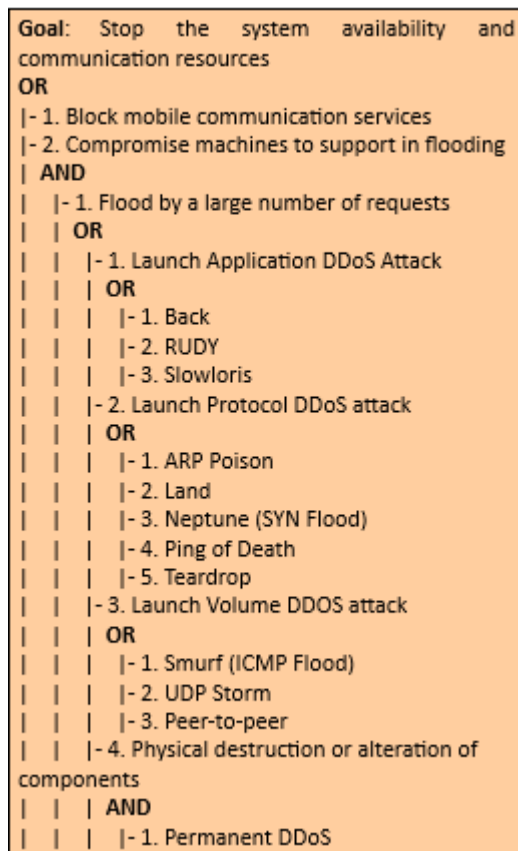 Goal: Stop the system availability and
communication resources
OR
|- 1. Block mobile communication services
|- 2. Compromise machines to support in flooding
| AND
| |- 1. Flood by a large number of requests
| | OR
| | |- 1. Launch Application DDoS Attack
| | | OR
| | | |- 1. Back
| | | |- 2. RUDY
| | | |- 3. Slowloris
| | |- 2. Launch Protocol DDoS attack
| | | OR
| | | |- 1. ARP Poison
| | | |- 2. Land
| | | |- 3. Neptune (SYN Flood)
| | | |- 4. Ping of Death
| | | |- 5. Teardrop
| | |- 3. Launch Volume DDOS attack
| | | OR
| | | |- 1. Smurf (ICMP Flood)
| | | |- 2. UDP Storm
| | | |- 3. Peer-to-peer
| | |- 4. Physical destruction or alteration of
components
| | | AND
| | | |- 1. Permanent DDoS